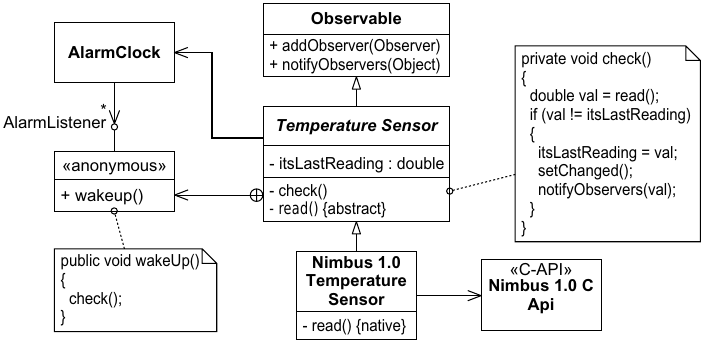 Observable
+ addObserver(Observer)
+ notifyObservers(Object)
AlarmClock
*
AlarmListener
«anonymous»
+ wakeup()
Temperature Sensor
- itsLastReading : double
- check()
- read() {abstract}
private void check()
{
double val = read();
if (val != itsLastReading)
{
itsLastReading = val;
setChanged();
notifyObservers(val);
}
}
public void wakeUp()
{
check();
}
Nimbus 1.0
Temperature
Sensor
- read() {native}
«C-API»
Nimbus 1.0 C
Api